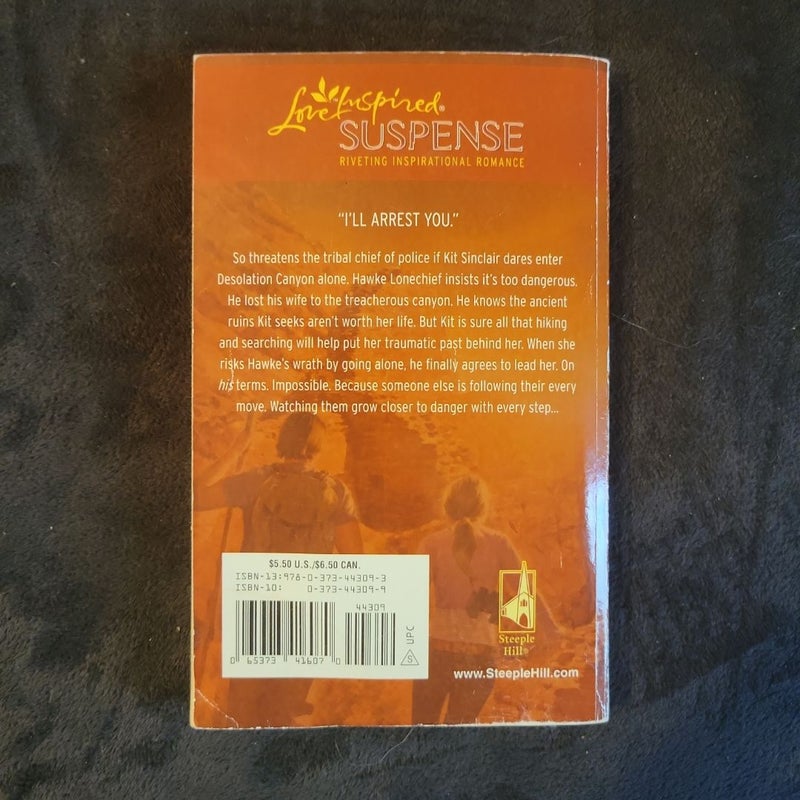 Love Inspired®
SUSPENSE
RIVETING INSPIRATIONAL ROMANCE
“I’LL ARREST YOU.”
So threatens the tribal chief of police if Kit Sinclair dares enter
Desolation Canyon alone. Hawke Lonechief insists it’s too dangerous.
He lost his wife to the treacherous canyon. He knows the ancient
ruins Kit seeks aren’t worth her life. But Kit is sure all that hiking
and searching will help put her traumatic past behind her. When she
risks Hawke’s wrath by going alone, he finally agrees to lead her. On
his terms. Impossible. Because someone else is following their every
move. Watching them grow closer to danger with every step...
$5.50 U.S./$6.50 CAN.
ISBN-13:978-0-373-44309-3
ISBN-10: 0-373-44309-9
44309
0 65373 41607 0
S UPC
Steeple
Hill®
www.SteepleHill.com